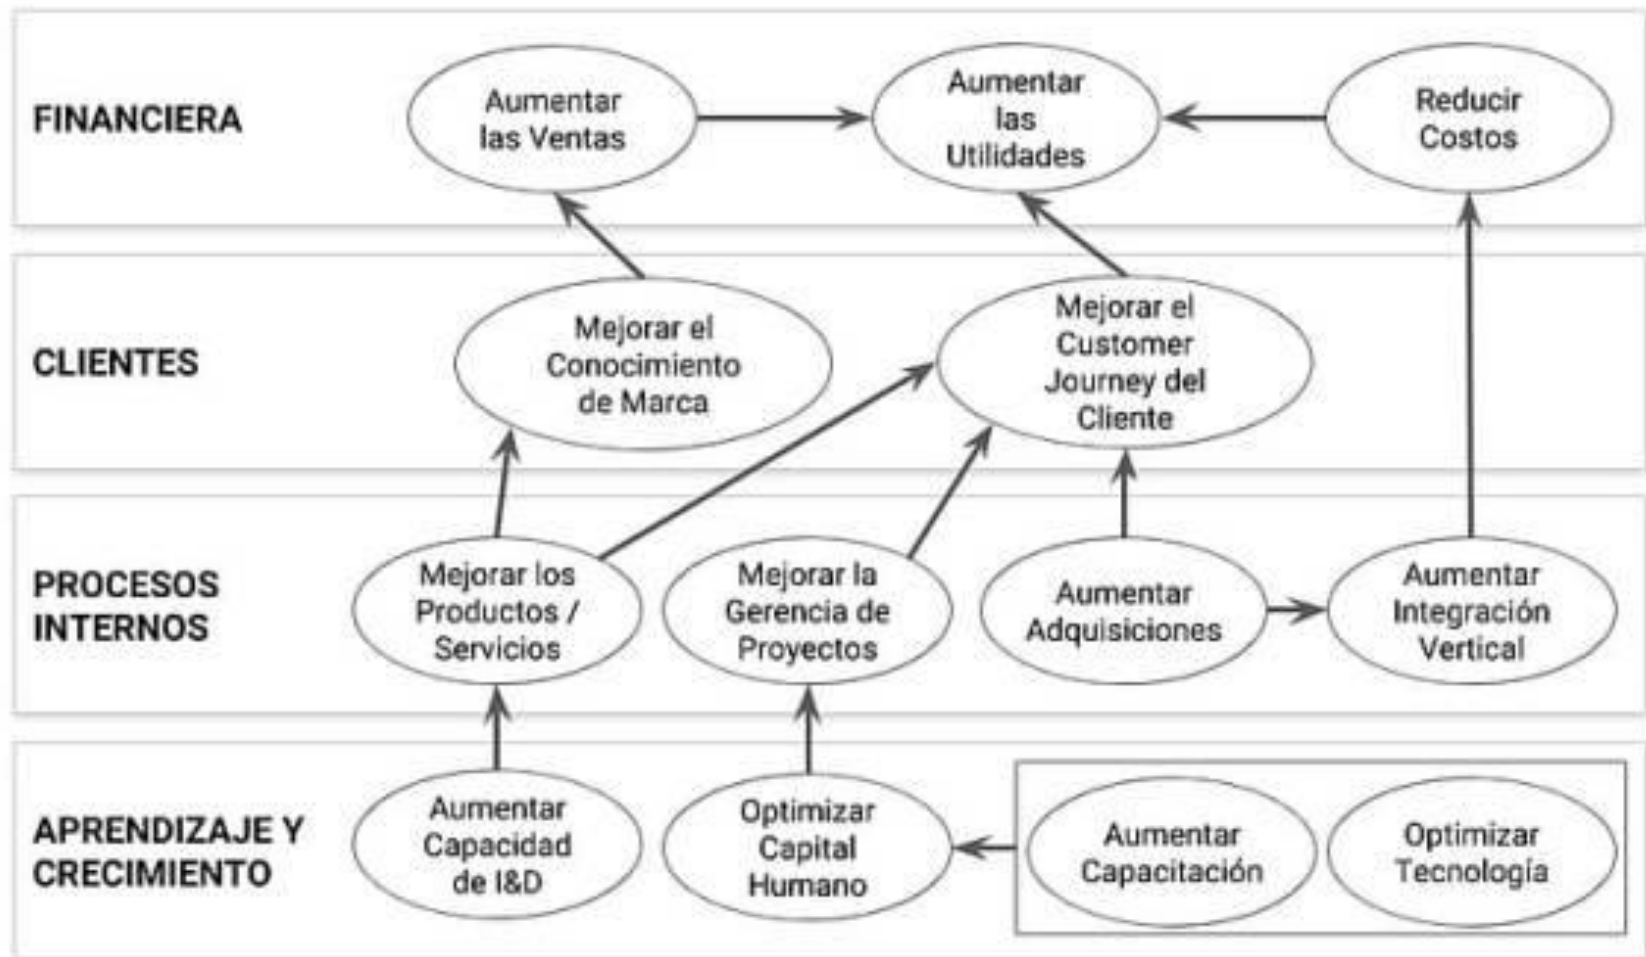 FINANCIERA
Aumentar
las Ventas
Aumentar
las
Utilidades
Reducir
Costos
CLIENTES
Mejorar el
Conocimiento
de Marca
Mejorar el
Customer
Journey del
Cliente
PROCESOS
INTERNOS
Mejorar los
Productos /
Servicios
Mejorar la
Gerencia de
Proyectos
Aumentar
Adquisiciones
Aumentar
Integración
Vertical
APRENDIZAJE Y
CRECIMIENTO
Aumentar
Capacidad
de I&D
Optimizar
Capital
Humano
Aumentar
Capacitación
Optimizar
Tecnología